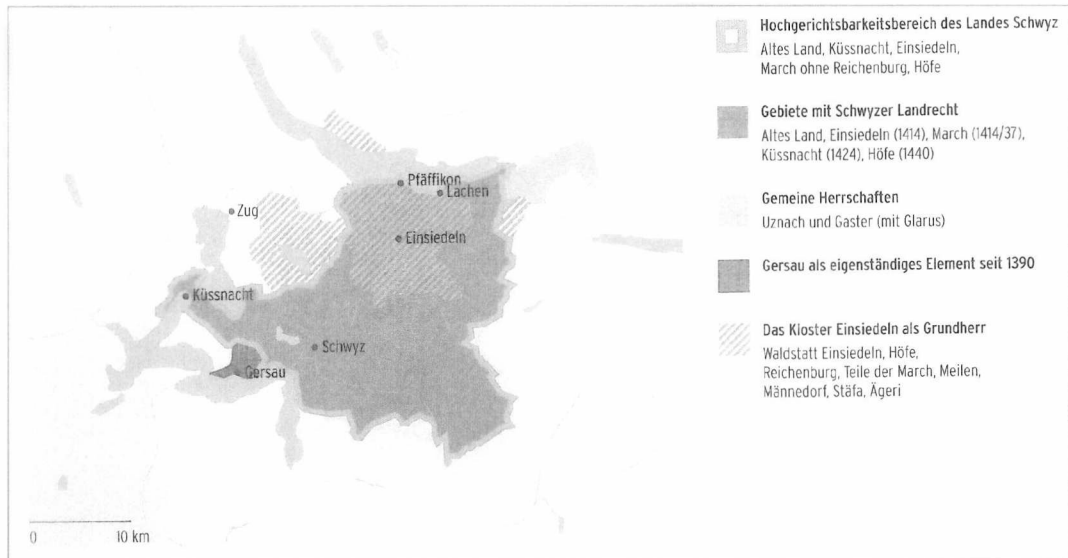 Pfäffikon
Lachen
Zug
Einsiedeln
Küssnacht
Schwyz
Gersau
0 10 km
Hochgerichtsbarkeitsbereich des Landes Schwyz
Altes Land, Küssnacht, Einsiedeln,
March ohne Reichenburg, Höfe
Gebiete mit Schwyzer Landrecht
Altes Land, Einsiedeln (1414), March (1414/37),
Küssnacht (1424), Höfe (1440)
Gemeine Herrschaften
Uznach und Gaster (mit Glarus)
Gersau als eigenständiges Element seit 1390
Das Kloster Einsiedeln als Grundherr
Waldstatt Einsiedeln, Höfe,
Reichenburg, Teile der March, Meilen,
Männedorf, Stäfa, Ägeri